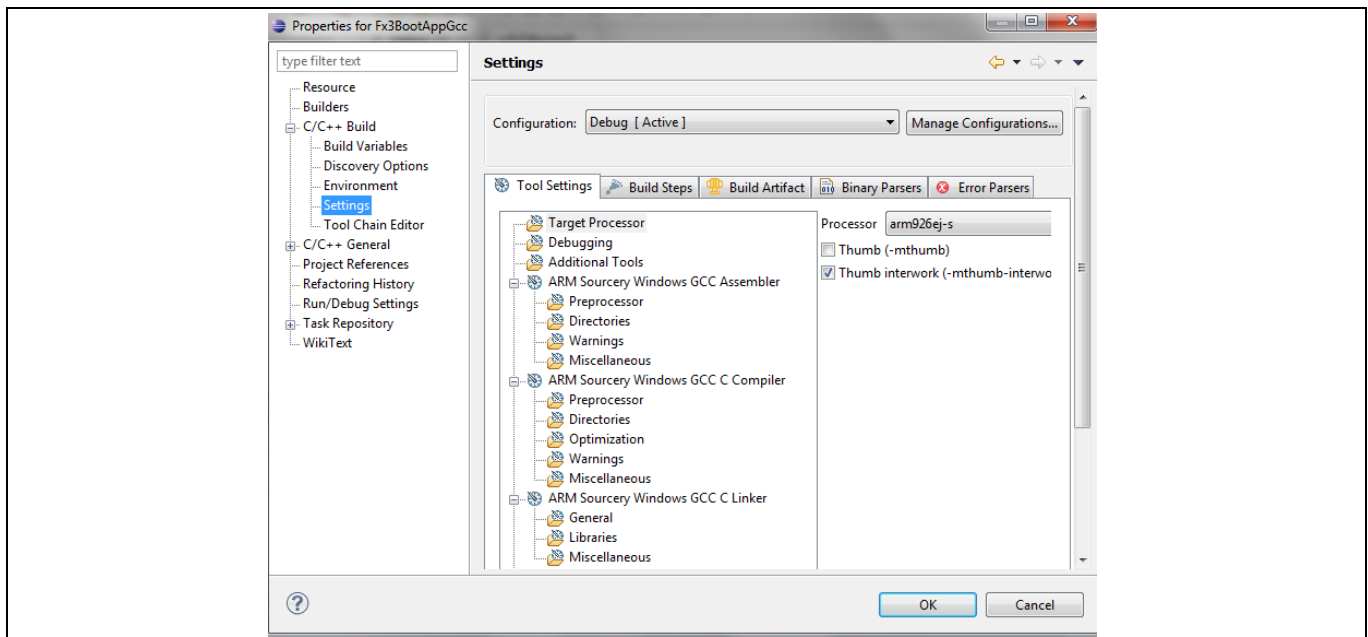 Properties for Fx3BootAppGcc
type filter text
Resource
Builders
C/C++ Build
Build Variables
Discovery Options
Environment
Settings
Tool Chain Editor
C/C++ General
Project References
Refactoring History
Run/Debug Settings
Task Repository
WikiText
Settings
Configuration: Debug [ Active ] Manage Configurations...
Tool Settings Build Steps Build Artifact Binary Parsers Error Parsers
Target Processor
Debugging
Additional Tools
ARM Sourcery Windows GCC Assembler
Preprocessor
Directories
Warnings
Miscellaneous
ARM Sourcery Windows GCC C Compiler
Preprocessor
Directories
Optimization
Warnings
Miscellaneous
ARM Sourcery Windows GCC C Linker
General
Libraries
Miscellaneous
Processor arm926ej-s
Thumb (-mthumb)
Thumb interwork (-mthumb-interwo
OK Cancel